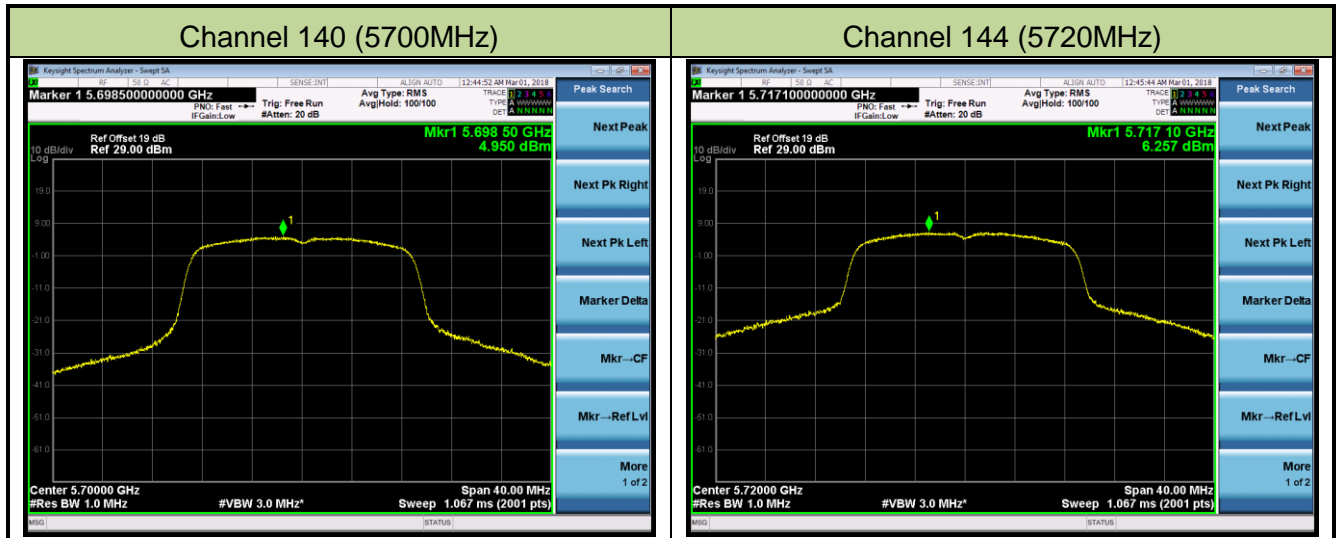 Channel 140 (5700MHz)
Channel 144 (5720MHz)
Keysight Spectrum Analyzer - Swept SA
RF 50 Ω AC SENSE:INT ALIGN AUTO 12:44:52 AM Mar 01, 2018
Marker 1 5.698500000000 GHz
PNO: Fast
IFGain:Low
Trig: Free Run
#Atten: 20 dB
Avg Type: RMS
Avg|Hold: 100/100
TRACE 1 2 3 4 5 6
TYPE A WWWWW
DET A N N N N N
Peak Search
Mkr1 5.698 50 GHz
4.950 dBm
Ref Offset 19 dB
10 dB/div Ref 29.00 dBm
Log
19.0
9.00
-1.00
-11.0
-21.0
-31.0
-41.0
-51.0
-61.0
1
Center 5.70000 GHz
Span 40.00 MHz
#Res BW 1.0 MHz #VBW 3.0 MHz* Sweep 1.067 ms (2001 pts)
MSG STATUS
Next Peak
Next Pk Right
Next Pk Left
Marker Delta
Mkr→CF
Mkr→Ref Lvl
More
1 of 2
Keysight Spectrum Analyzer - Swept SA
RF 50 Ω AC SENSE:INT ALIGN AUTO 12:45:44 AM Mar 01, 2018
Marker 1 5.717100000000 GHz
PNO: Fast
IFGain:Low
Trig: Free Run
#Atten: 20 dB
Avg Type: RMS
Avg|Hold: 100/100
TRACE 1 2 3 4 5 6
TYPE A WWWWW
DET A N N N N N
Peak Search
Mkr1 5.717 10 GHz
6.257 dBm
Ref Offset 19 dB
10 dB/div Ref 29.00 dBm
Log
19.0
9.00
-1.00
-11.0
-21.0
-31.0
-41.0
-51.0
-61.0
1
Center 5.72000 GHz
Span 40.00 MHz
#Res BW 1.0 MHz #VBW 3.0 MHz* Sweep 1.067 ms (2001 pts)
MSG STATUS
Next Peak
Next Pk Right
Next Pk Left
Marker Delta
Mkr→CF
Mkr→Ref Lvl
More
1 of 2